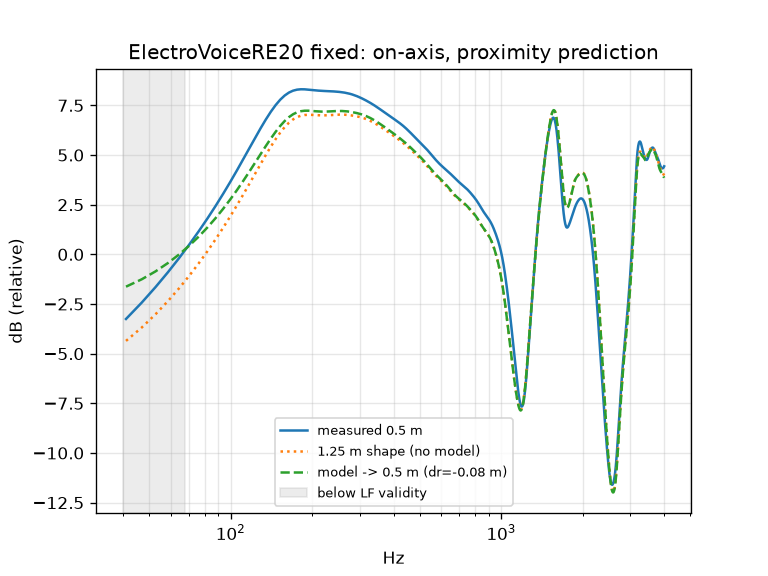 ElectroVoiceRE20 fixed: on-axis, proximity prediction
dB (relative)
7.5
5.0
2.5
0.0
−2.5
−5.0
−7.5
−10.0
−12.5
measured 0.5 m
1.25 m shape (no model)
model -> 0.5 m (dr=-0.08 m)
below LF validity
10²
10³
Hz